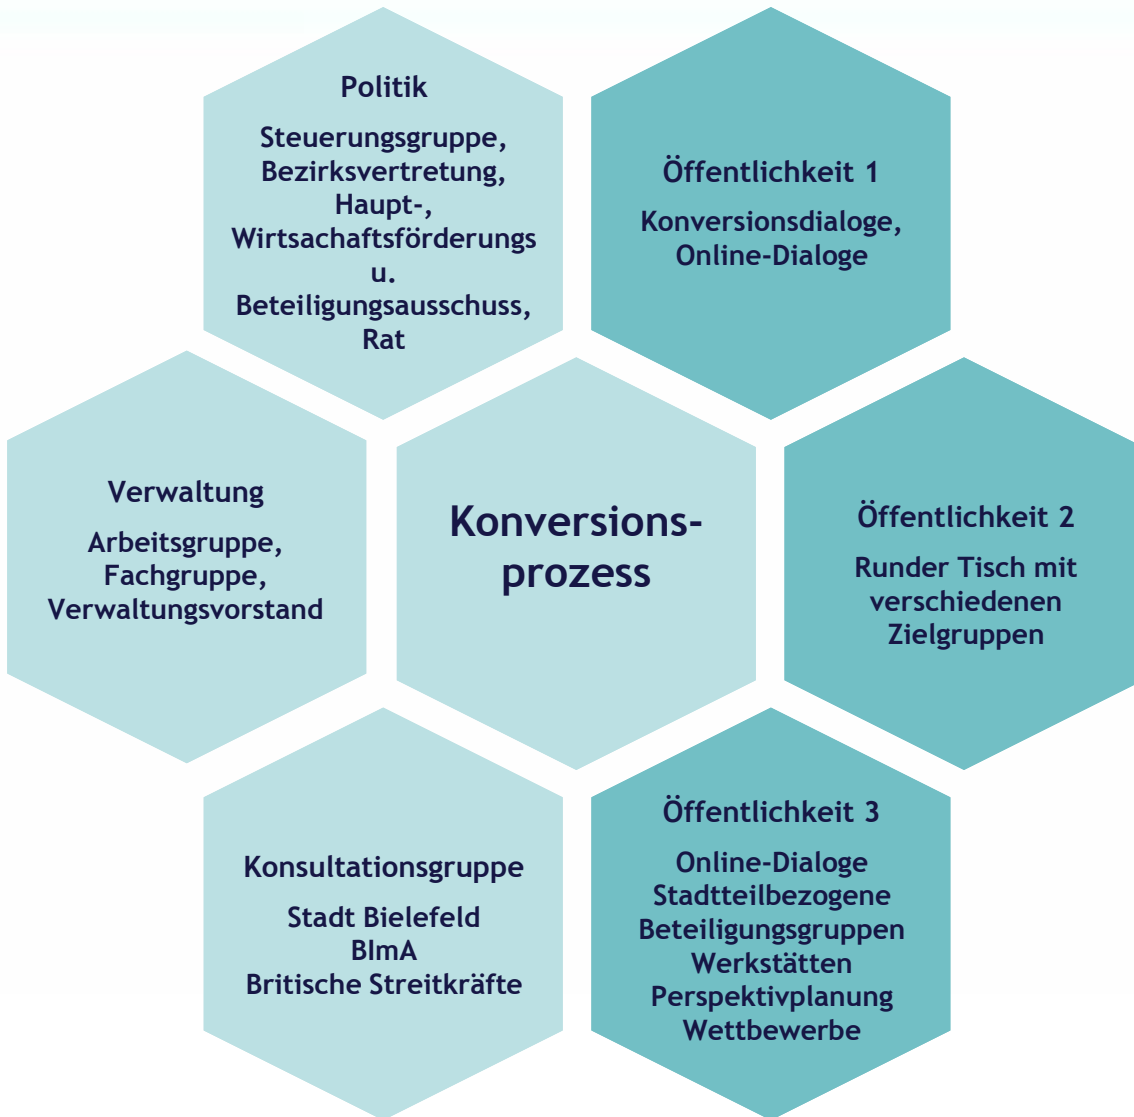 Politik
Steuerungsgruppe,
Bezirksvertretung,
Haupt-,
Wirtsachaftsförderungs
u.
Beteiligungsausschuss,
Rat
Öffentlichkeit 1
Konversionsdialoge,
Online-Dialoge
Verwaltung
Arbeitsgruppe,
Fachgruppe,
Verwaltungsvorstand
Konversions-
prozess
Öffentlichkeit 2
Runder Tisch mit
verschiedenen
Zielgruppen
Konsultationsgruppe
Stadt Bielefeld
BImA
Britische Streitkräfte
Öffentlichkeit 3
Online-Dialoge
Stadtteilbezogene
Beteiligungsgruppen
Werkstätten
Perspektivplanung
Wettbewerbe